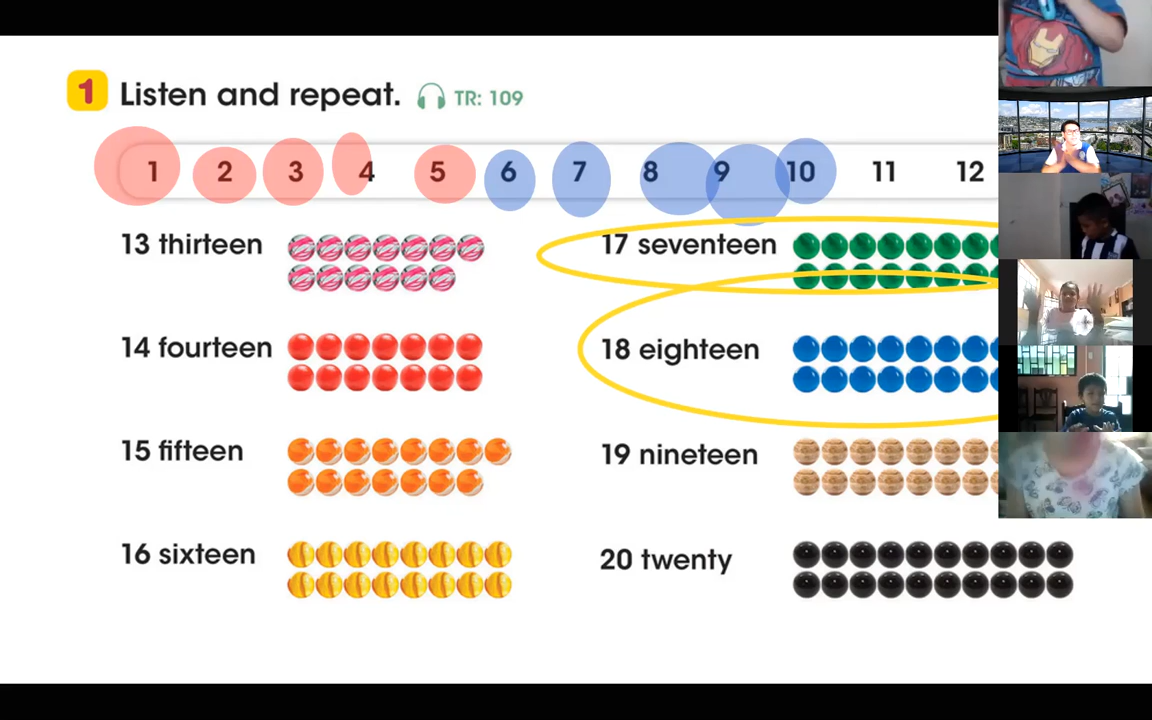 1 Listen and repeat. TR: 109
1 2 3 4 5 6 7 8 9 10 11 12
13 thirteen
17 seventeen
14 fourteen
18 eighteen
15 fifteen
19 nineteen
16 sixteen
20 twenty